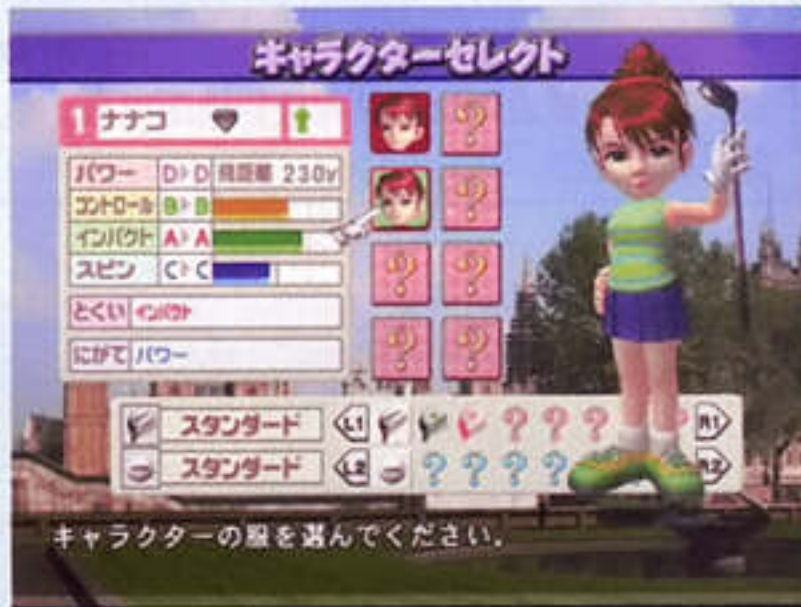 キャラクターセレクト
1 ナナコ
パワー D D 飛距離 230y
コントロール B B
インパクト A A
スピン C C
とくい インパクト
にがて パワー
スタンダード L1 ? ? ? R1
スタンダード L2 ? ? ? ? R2
? ? ? ? ? ?
キャラクターの服を選んでください。